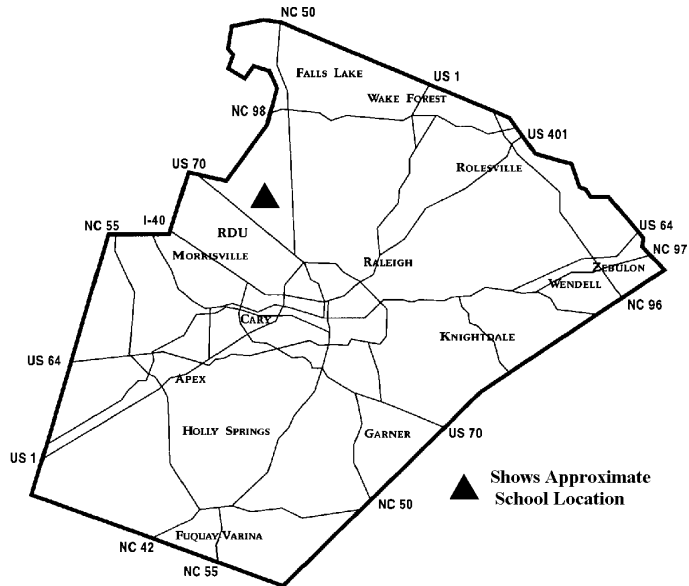 NC 50
FALLS LAKE
US 1
WAKE FOREST
NC 98
US 401
US 70
ROLESVILLE
NC 55
I-40
RDU
US 64
MORRISVILLE
RALEIGH
NC 97
ZEBULON
WENDELL
NC 96
CARY
KNIGHTDALE
US 64
APEX
HOLLY SPRINGS
GARNER
US 70
US 1
Shows Approximate
School Location
NC 50
FUQUAY-VARINA
NC 42
NC 55